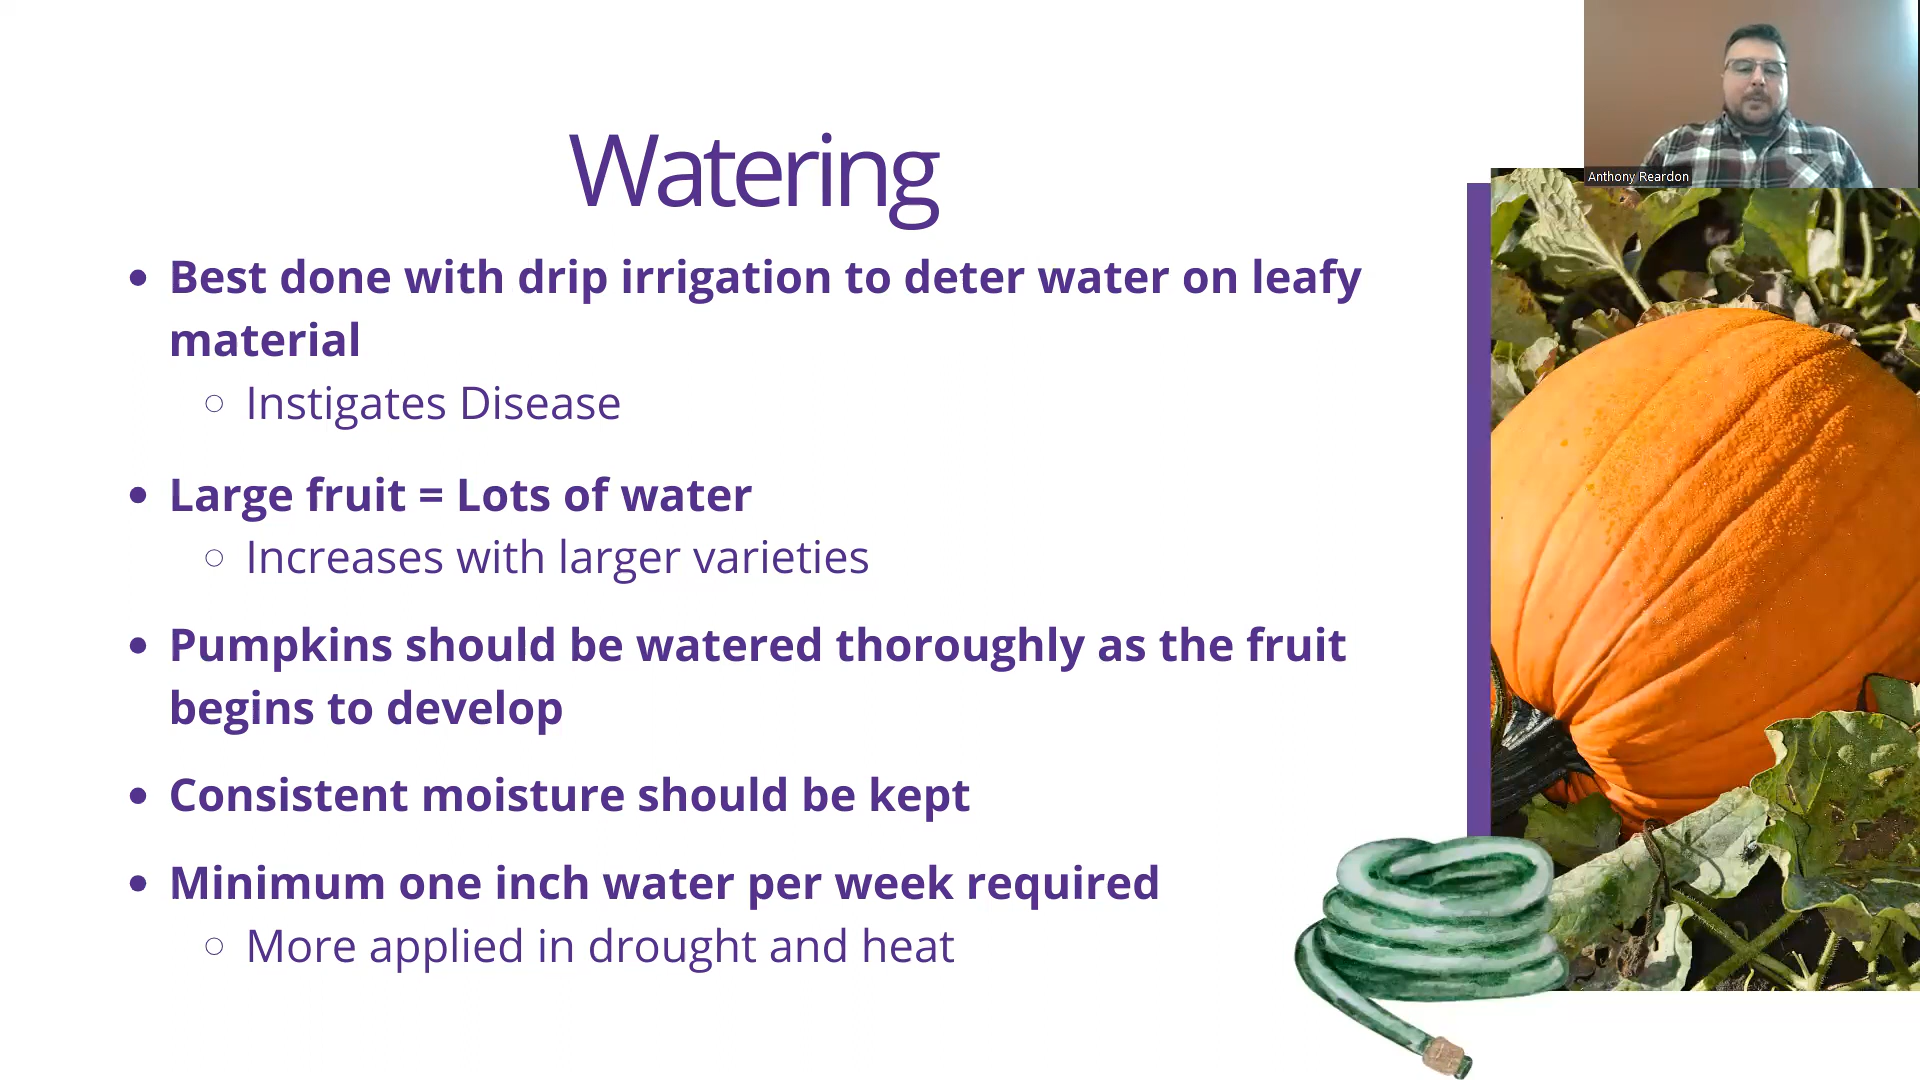 Anthony Reardon
Watering
Best done with drip irrigation to deter water on leafy
material
Instigates Disease
Large fruit = Lots of water
Increases with larger varieties
Pumpkins should be watered thoroughly as the fruit
begins to develop
Consistent moisture should be kept
Minimum one inch water per week required
More applied in drought and heat